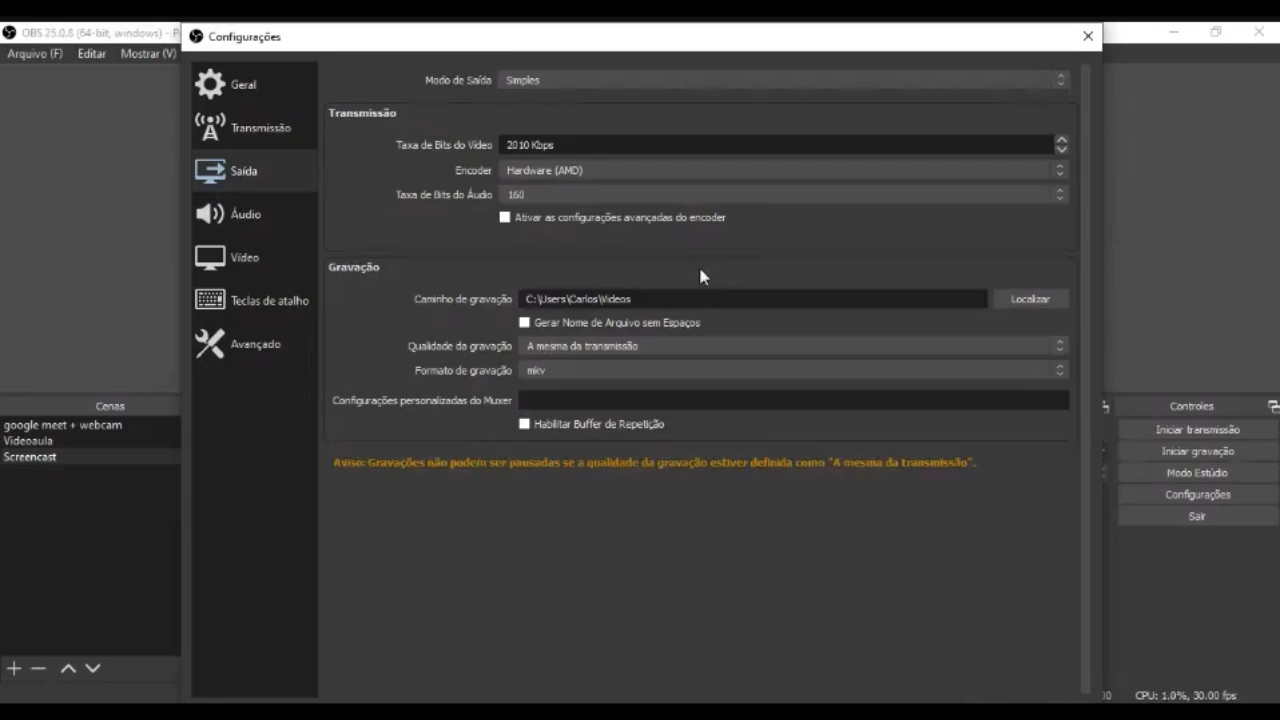 OBS 25.0.8 (64-bit, windows) - P
Configurações
Arquivo (F) Editar Mostrar (V)
Geral
Transmissão
Saída
Áudio
Vídeo
Teclas de atalho
Avançado
Modo de Saída Simples
Transmissão
Taxa de Bits do Vídeo 2010 Kbps
Encoder Hardware (AMD)
Taxa de Bits do Áudio 160
Ativar as configurações avançadas do encoder
Gravação
Caminho de gravação C:\Users\Carlos\Videos Localizar
Gerar Nome de Arquivo sem Espaços
Qualidade da gravação A mesma da transmissão
Formato de gravação mkv
Configurações personalizadas do Muxer
Habilitar Buffer de Repetição
Aviso: Gravações não podem ser pausadas se a qualidade da gravação estiver definida como "A mesma da transmissão".
Cenas
google meet + webcam
Videoaula
Screencast
Controles
Iniciar transmissão
Iniciar gravação
Modo Estúdio
Configurações
Sair
00 CPU: 1.0%, 30.00 fps